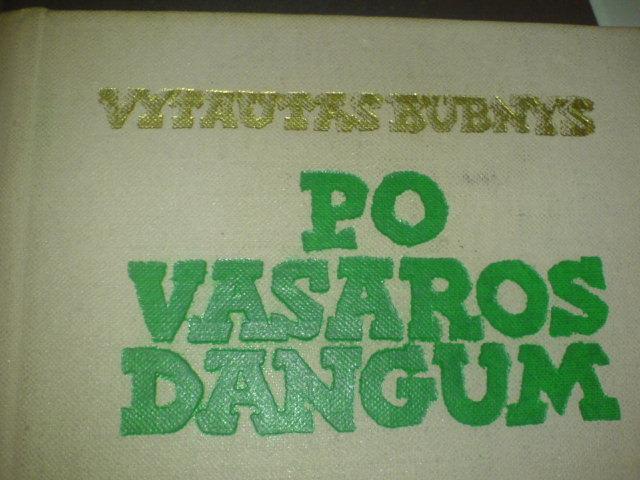 VYTAUTAS BUBNYS
PO
VASAROS
DANGUM